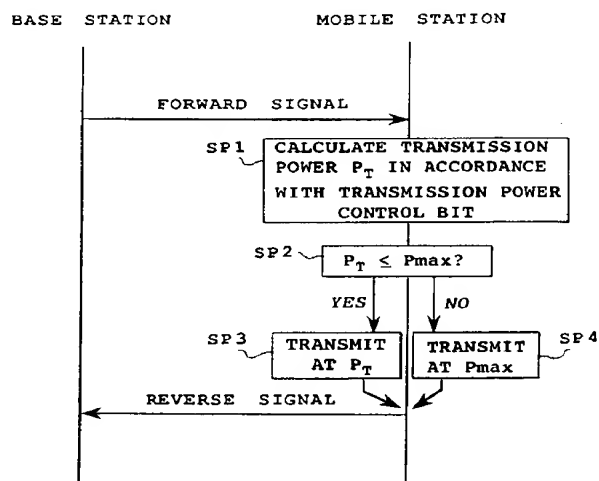 BASE STATION
MOBILE STATION
FORWARD SIGNAL
SP1
CALCULATE TRANSMISSION
POWER PT IN ACCORDANCE
WITH TRANSMISSION POWER
CONTROL BIT
SP2
PT ≤ Pmax?
YES
NO
SP3
TRANSMIT
AT PT
TRANSMIT
AT Pmax
SP4
REVERSE SIGNAL